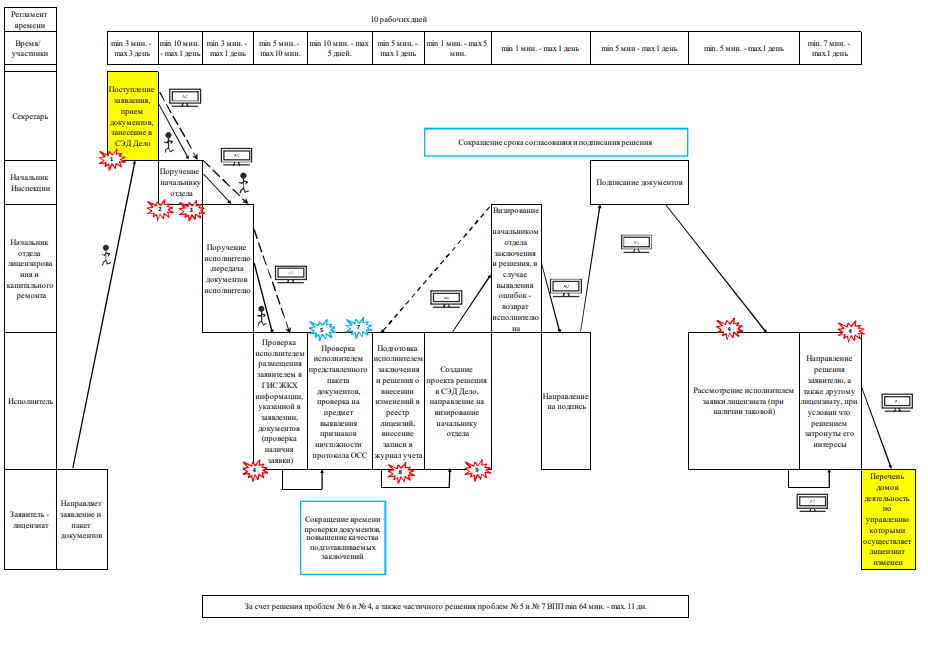 Регламент
времени
10 рабочих дней
Время/
участники
min 3 мин. -
max 3 день
min 10 мин.
- max 1 день
min 3 мин. -
max 1 день
min 5 мин -
max 10 мин.
min 10 мин. - max
5 дней.
min 5 мин. -
max 1 день
min 1 мин. - max 5
мин.
min 1 мин. - max 1 день
min 5 мин - max 1 день
min. 5 мин. - max.1 день
min. 7 мин. -
max.1 день
Секретарь
Поступление
заявления,
прием
документов,
занесение в
СЭД Дело
1
Сокращение срока согласования и подписания решения
Начальник
Инспекции
Поручение
начальнику
отдела
2
3
Подписание документов
Начальник
отдела
лицензирова
ния и
капитального
ремонта
Поручение
исполнителю
,передача
документов
исполнителю
Визирование
начальником
отдела
заключения
и решения, в
случае
выявления
ошибок -
возврат
исполнителю
на
5
7
4
4
Исполнитель
Проверка
исполнителем
размещения
заявителем в
ГИС ЖКХ
информации,
указанной в
заявлении,
документов
(проверка
наличия
заявки)
Проверка
исполнителем
представленного
пакета
документов,
проверка на
предмет
выявления
признаков
ничтожности
протокола ОСС
Подготовка
исполнителем
заключения
и решения о
внесении
изменений в
реестр
лицензий,
внесение
записи в
журнал учета
Создание
проекта решения
в СЭД Дело,
направление на
визирование
начальнику
отдела
Направление
на подпись
Рассмотрение исполнителем
заявки лицензиата (при
наличии таковой)
Направление
решения
заявителю, а
также другому
лицензиату, при
условии что
решением
затронуты его
интересы
4
8
9
Заявитель -
лицензиат
Направляет
заявление и
пакет
документов
Сокращение времени
проверки документов,
повышение качества
подготавливаемых
заключений
Перечень
домов
деятельность
по
управлению
которыми
осуществляет
лицензиат
изменен
За счет решения проблем № 6 и № 4, а также частичного решения проблем № 5 и № 7 ВПП min 64 мин. - max. 11 дн.